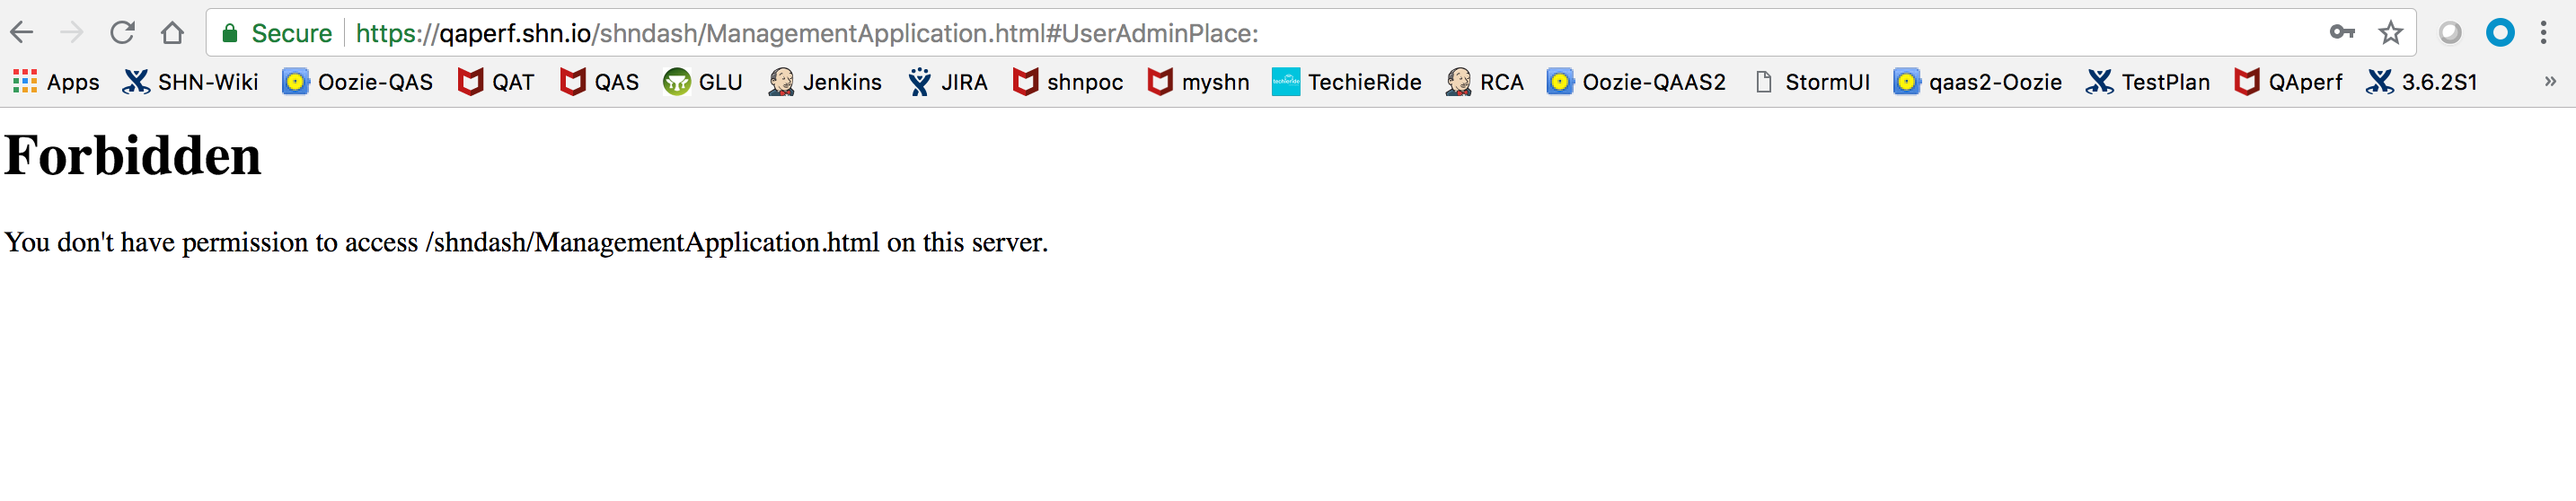 Secure https://qaperf.shn.io/shndash/ManagementApplication.html#UserAdminPlace:
Apps SHN-Wiki Oozie-QAS QAT QAS GLU Jenkins JIRA shnpoc myshn TechieRide RCA Oozie-QAAS2 StormUI qaas2-Oozie TestPlan QAperf 3.6.2S1 »
Forbidden
You don't have permission to access /shndash/ManagementApplication.html on this server.